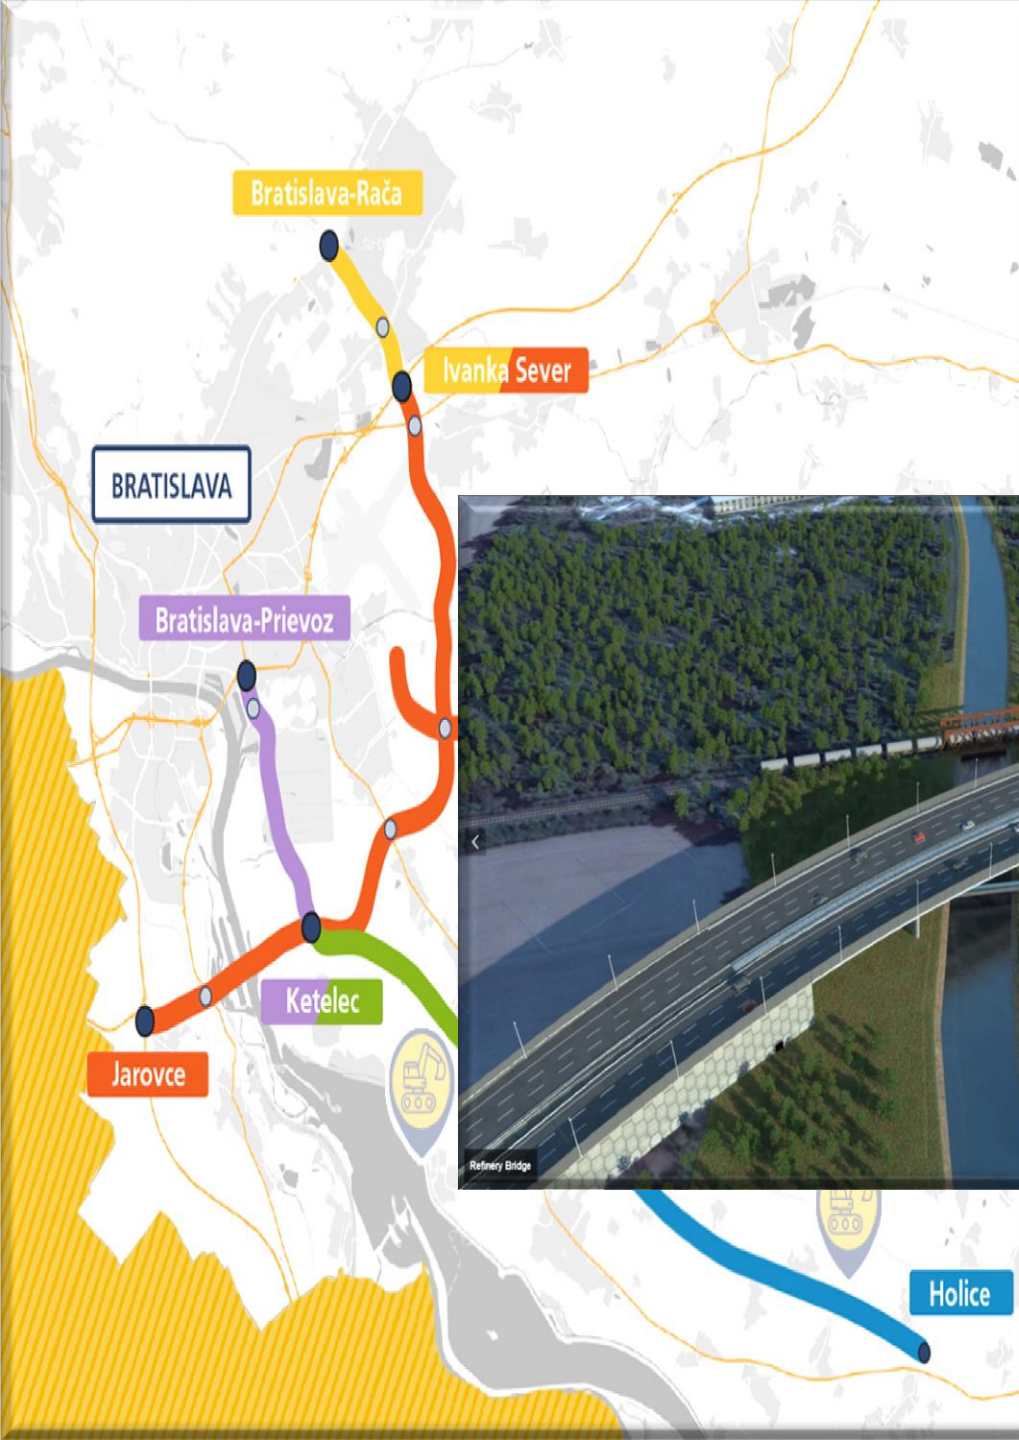 Bratislava-Rača
Ivanka Sever
BRATISLAVA
Bratislava-Prievoz
Ketelec
Jarovce
Refinery Bridge
Holice